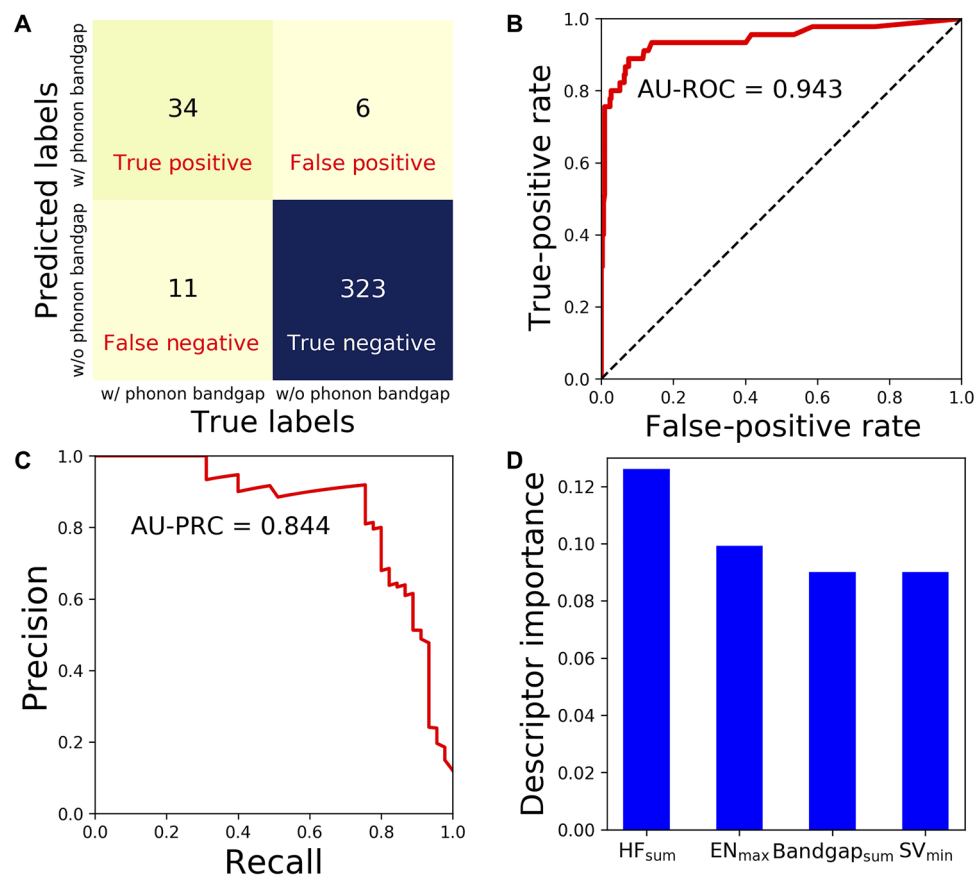 A
Predicted labels
w/ phonon bandgap
w/o phonon bandgap
34
True positive
6
False positive
11
False negative
323
True negative
w/ phonon bandgap
w/o phonon bandgap
True labels
B
True-positive rate
1.0
0.8
0.6
0.4
0.2
0.0
AU-ROC = 0.943
0.0 0.2 0.4 0.6 0.8 1.0
False-positive rate
C
Precision
1.0
0.8
0.6
0.4
0.2
0.0
AU-PRC = 0.844
0.0 0.2 0.4 0.6 0.8 1.0
Recall
D
Descriptor importance
0.12
0.10
0.08
0.06
0.04
0.02
0.00
HFsum ENmax Bandgapsum SVmin